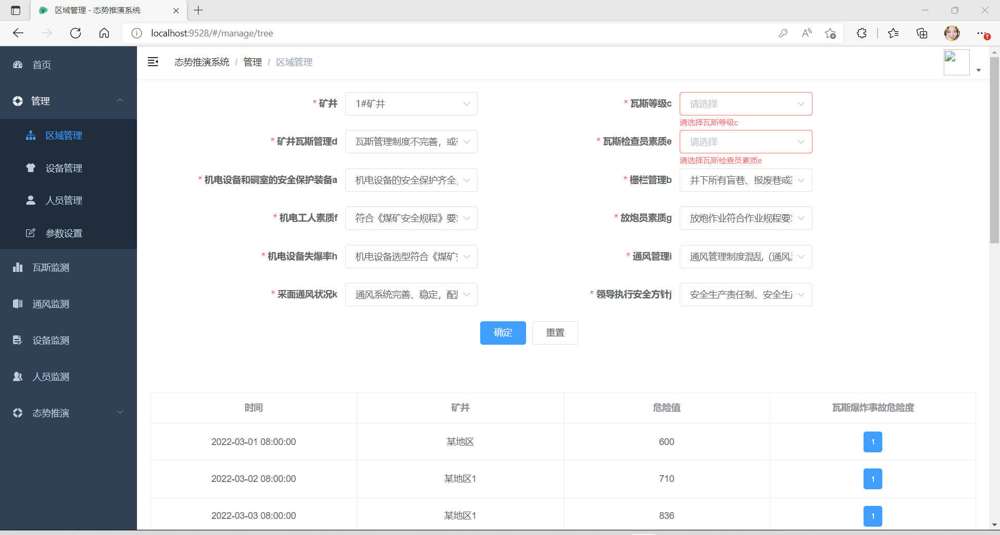 区域管理 - 态势推演系统
localhost:9528/#/manage/tree
首页
管理
区域管理
设备管理
人员管理
参数设置
瓦斯监测
通风监测
设备监测
人员监测
态势推演
态势推演系统 / 管理 / 区域管理
* 矿井 1#矿井
* 瓦斯等级c 请选择
请选择瓦斯等级c
* 矿井瓦斯管理d 瓦斯管理制度不完善，或
* 瓦斯检查员素质e 请选择
请选择瓦斯检查员素质e
* 机电设备和硐室的安全保护装备a 机电设备的安全保护齐全，
* 栅栏管理b 井下所有盲巷、报废巷或
* 机电工人素质f 符合《煤矿安全规程》要
* 放炮员素质g 放炮作业符合作业规程要
* 机电设备失爆率h 机电设备选型符合《煤矿
* 通风管理i 通风管理制度混乱（通风
* 采面通风状况k 通风系统完善、稳定，配
* 领导执行安全方针j 安全生产责任制、安全生
确定 重置
时间 矿井 危险值 瓦斯爆炸事故危险度
2022-03-01 08:00:00 某地区 600 1
2022-03-02 08:00:00 某地区1 710 1
2022-03-03 08:00:00 某地区1 836 1